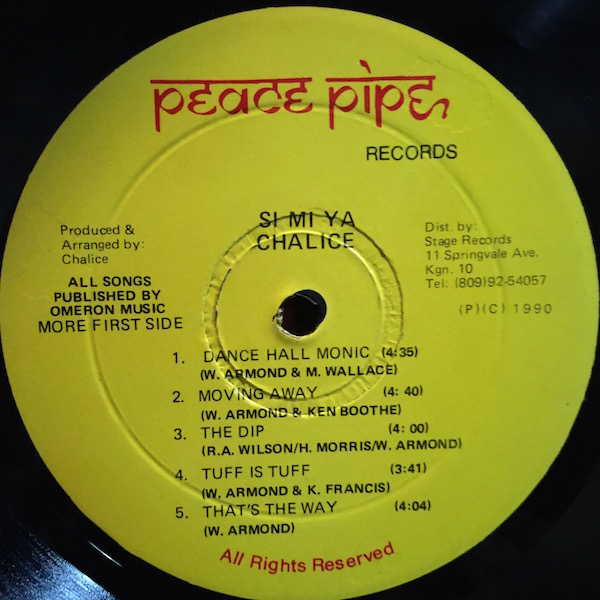 peace pipe
RECORDS
SI MI YA
CHALICE
Produced &
Arranged by:
Chalice
ALL SONGS
PUBLISHED BY
OMERON MUSIC
MORE FIRST SIDE
Dist. by:
Stage Records
11 Springvale Ave.
Kgn. 10
Tel: (809)92-54057
(P)(C) 1990
1. DANCE HALL MONIC (4:35)
(W. ARMOND & M. WALLACE)
2. MOVING AWAY (4: 40)
(W. ARMOND & KEN BOOTHE)
3. THE DIP (4: 00)
(R.A. WILSON/H. MORRIS/W. ARMOND)
4. TUFF IS TUFF (3:41)
(W. ARMOND & K. FRANCIS)
5. THAT'S THE WAY (4:04)
(W. ARMOND)
All Rights Reserved